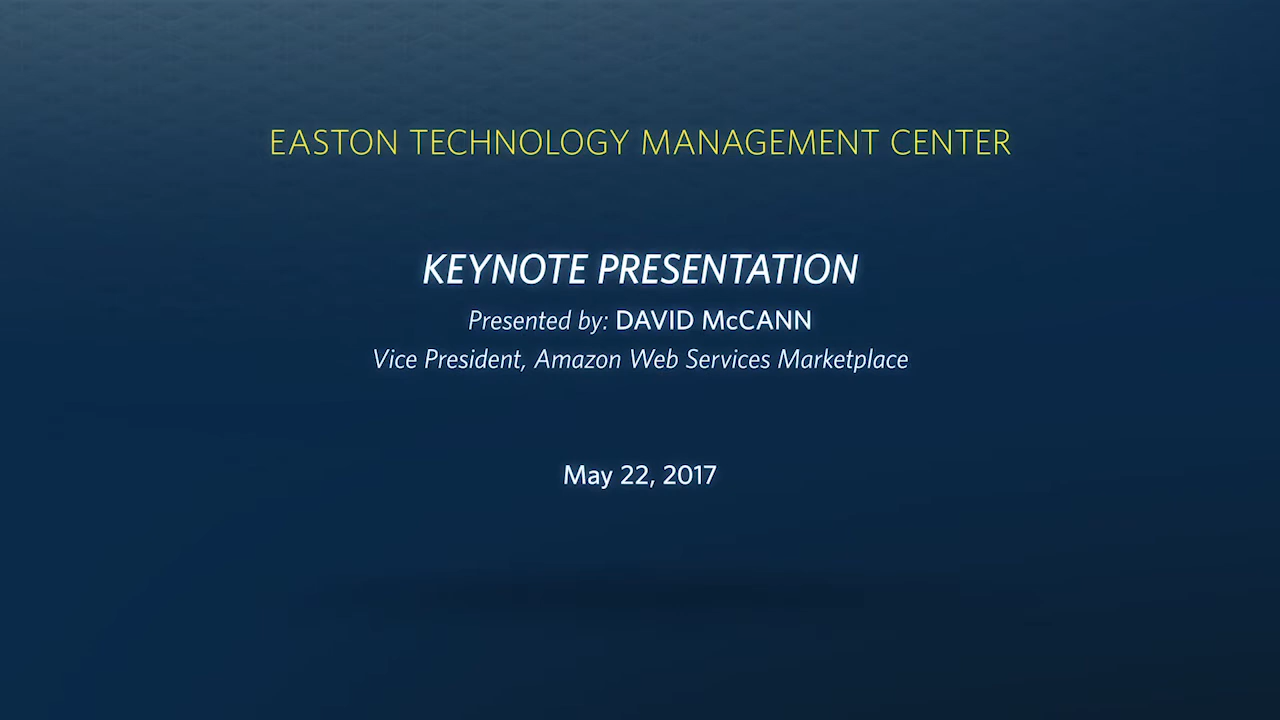 EASTON TECHNOLOGY MANAGEMENT CENTER
KEYNOTE PRESENTATION
Presented by: DAVID McCANN
Vice President, Amazon Web Services Marketplace
May 22, 2017